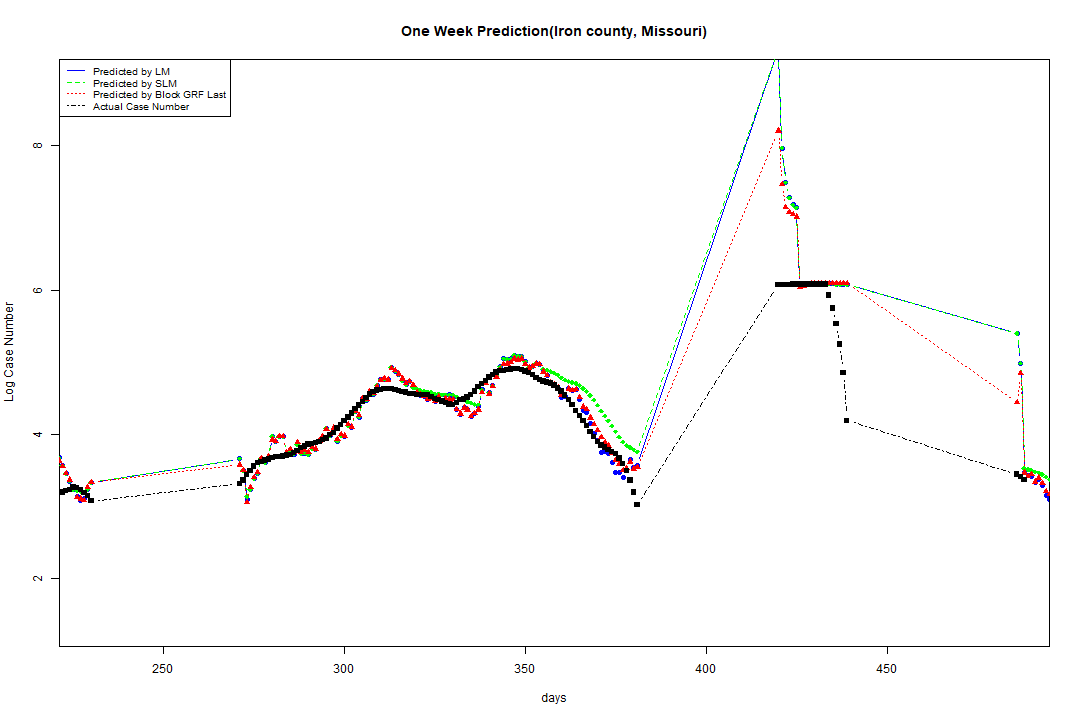 One Week Prediction(Iron county, Missouri)
Predicted by LM
Predicted by SLM
Predicted by Block GRF Last
Actual Case Number
8
6
4
2
Log Case Number
250 300 350 400 450
days